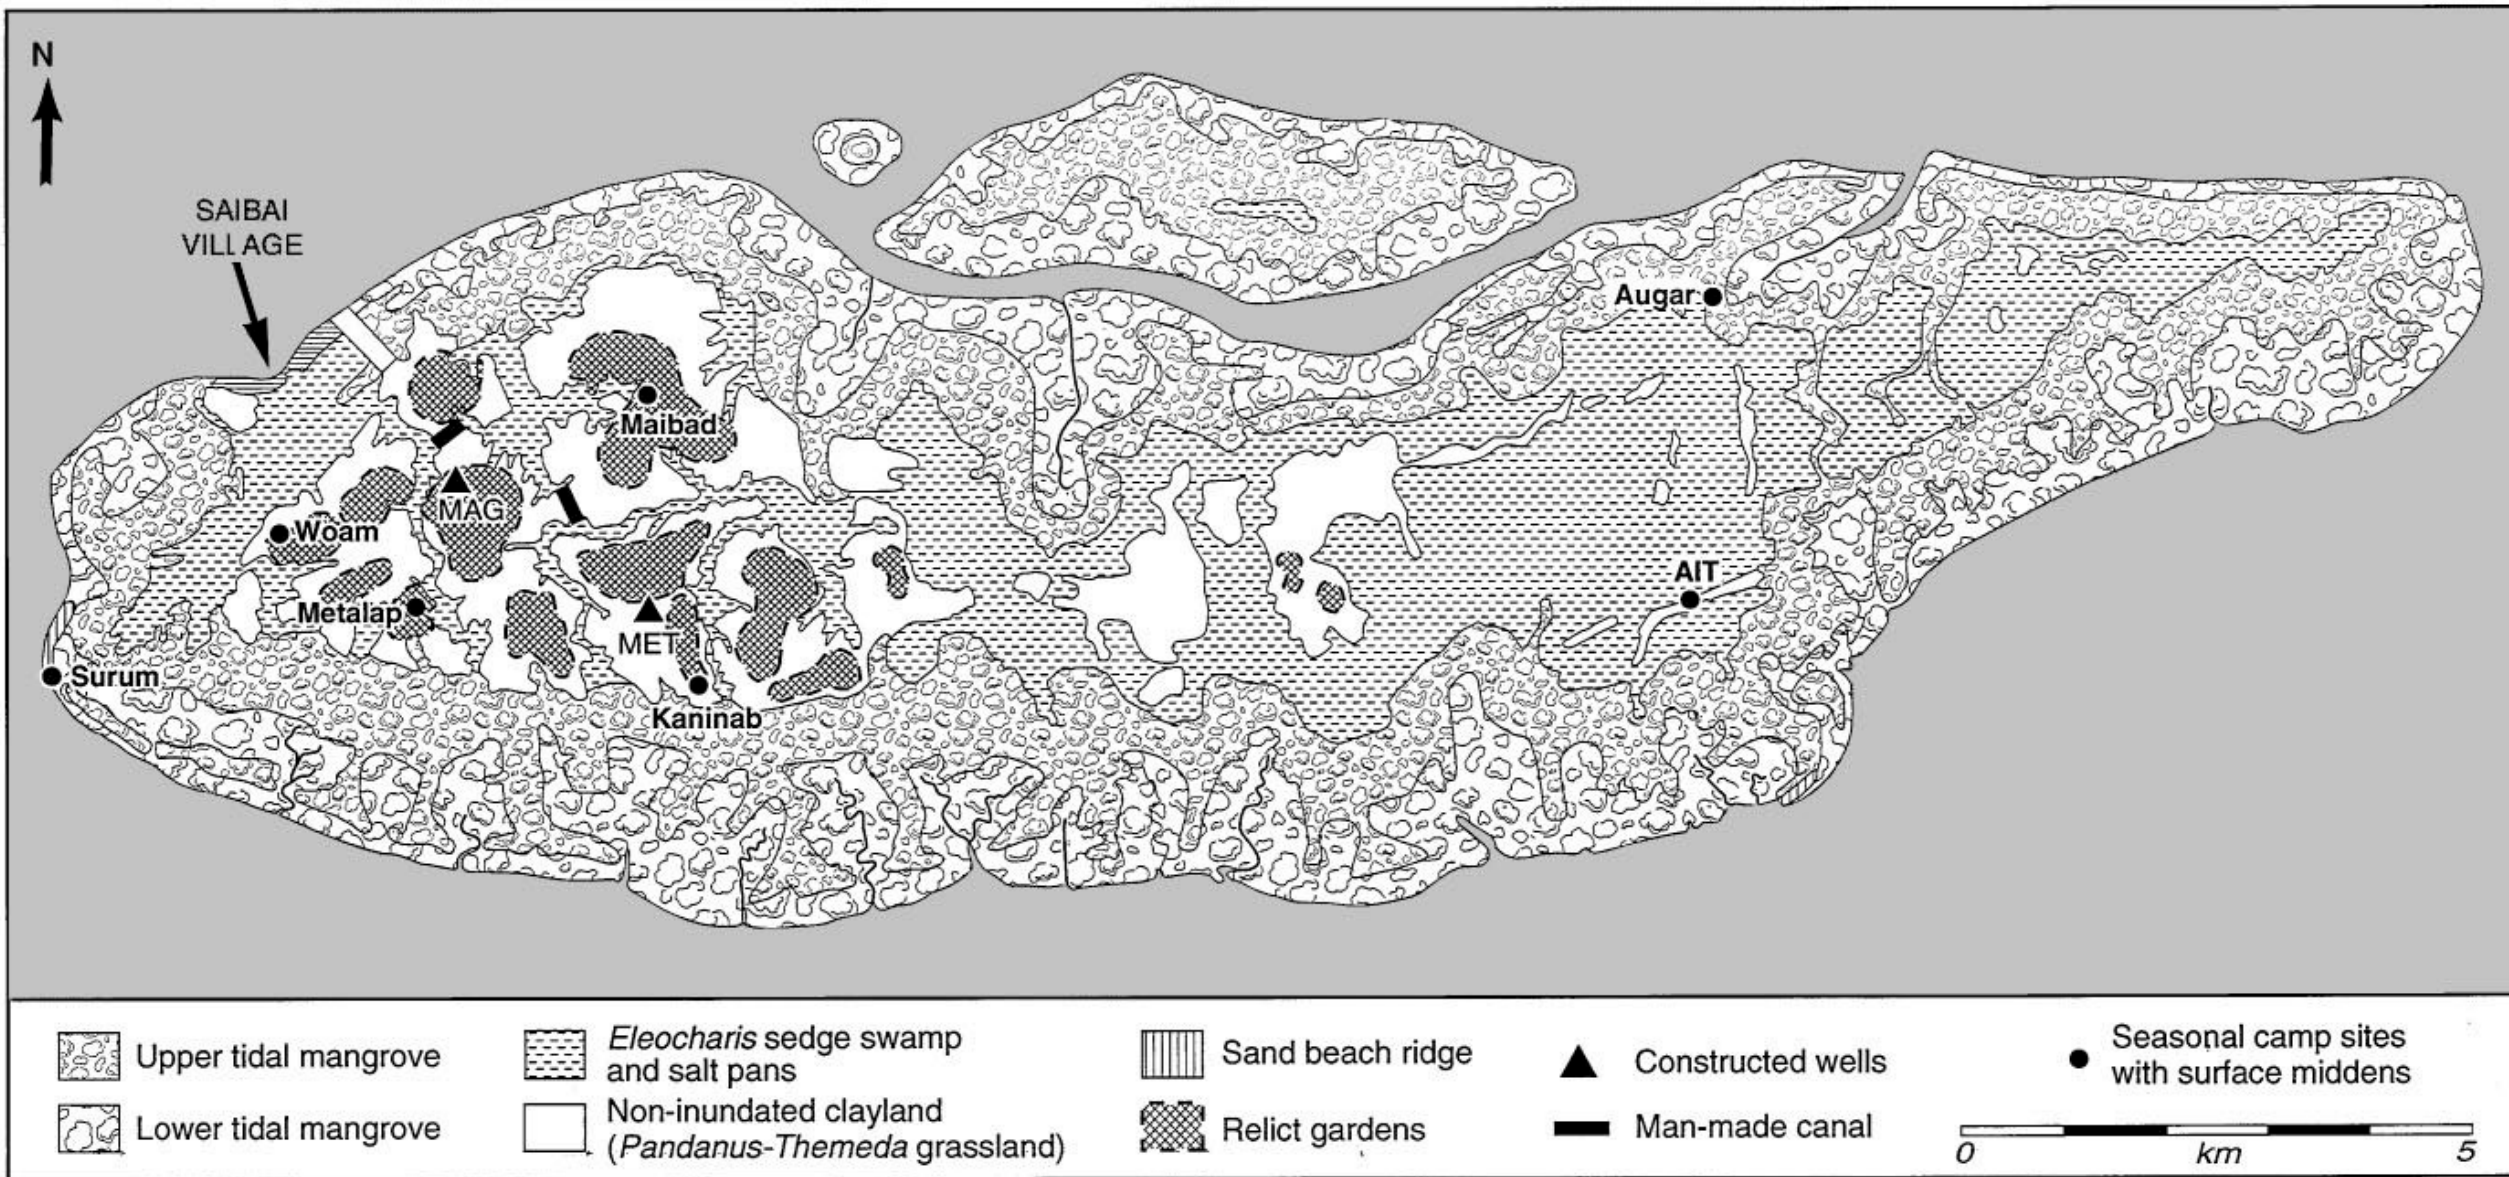 N
SAIBAI
VILLAGE
Augar
Maibad
MAG
Woam
AIT
Metalap
MET
Surum
Kaninab
Upper tidal mangrove
Eleocharis sedge swamp
and salt pans
Sand beach ridge
Constructed wells
Seasonal camp sites
with surface middens
Lower tidal mangrove
Non-inundated clayland
(Pandanus-Themeda grassland)
Relict gardens
Man-made canal
0 km 5